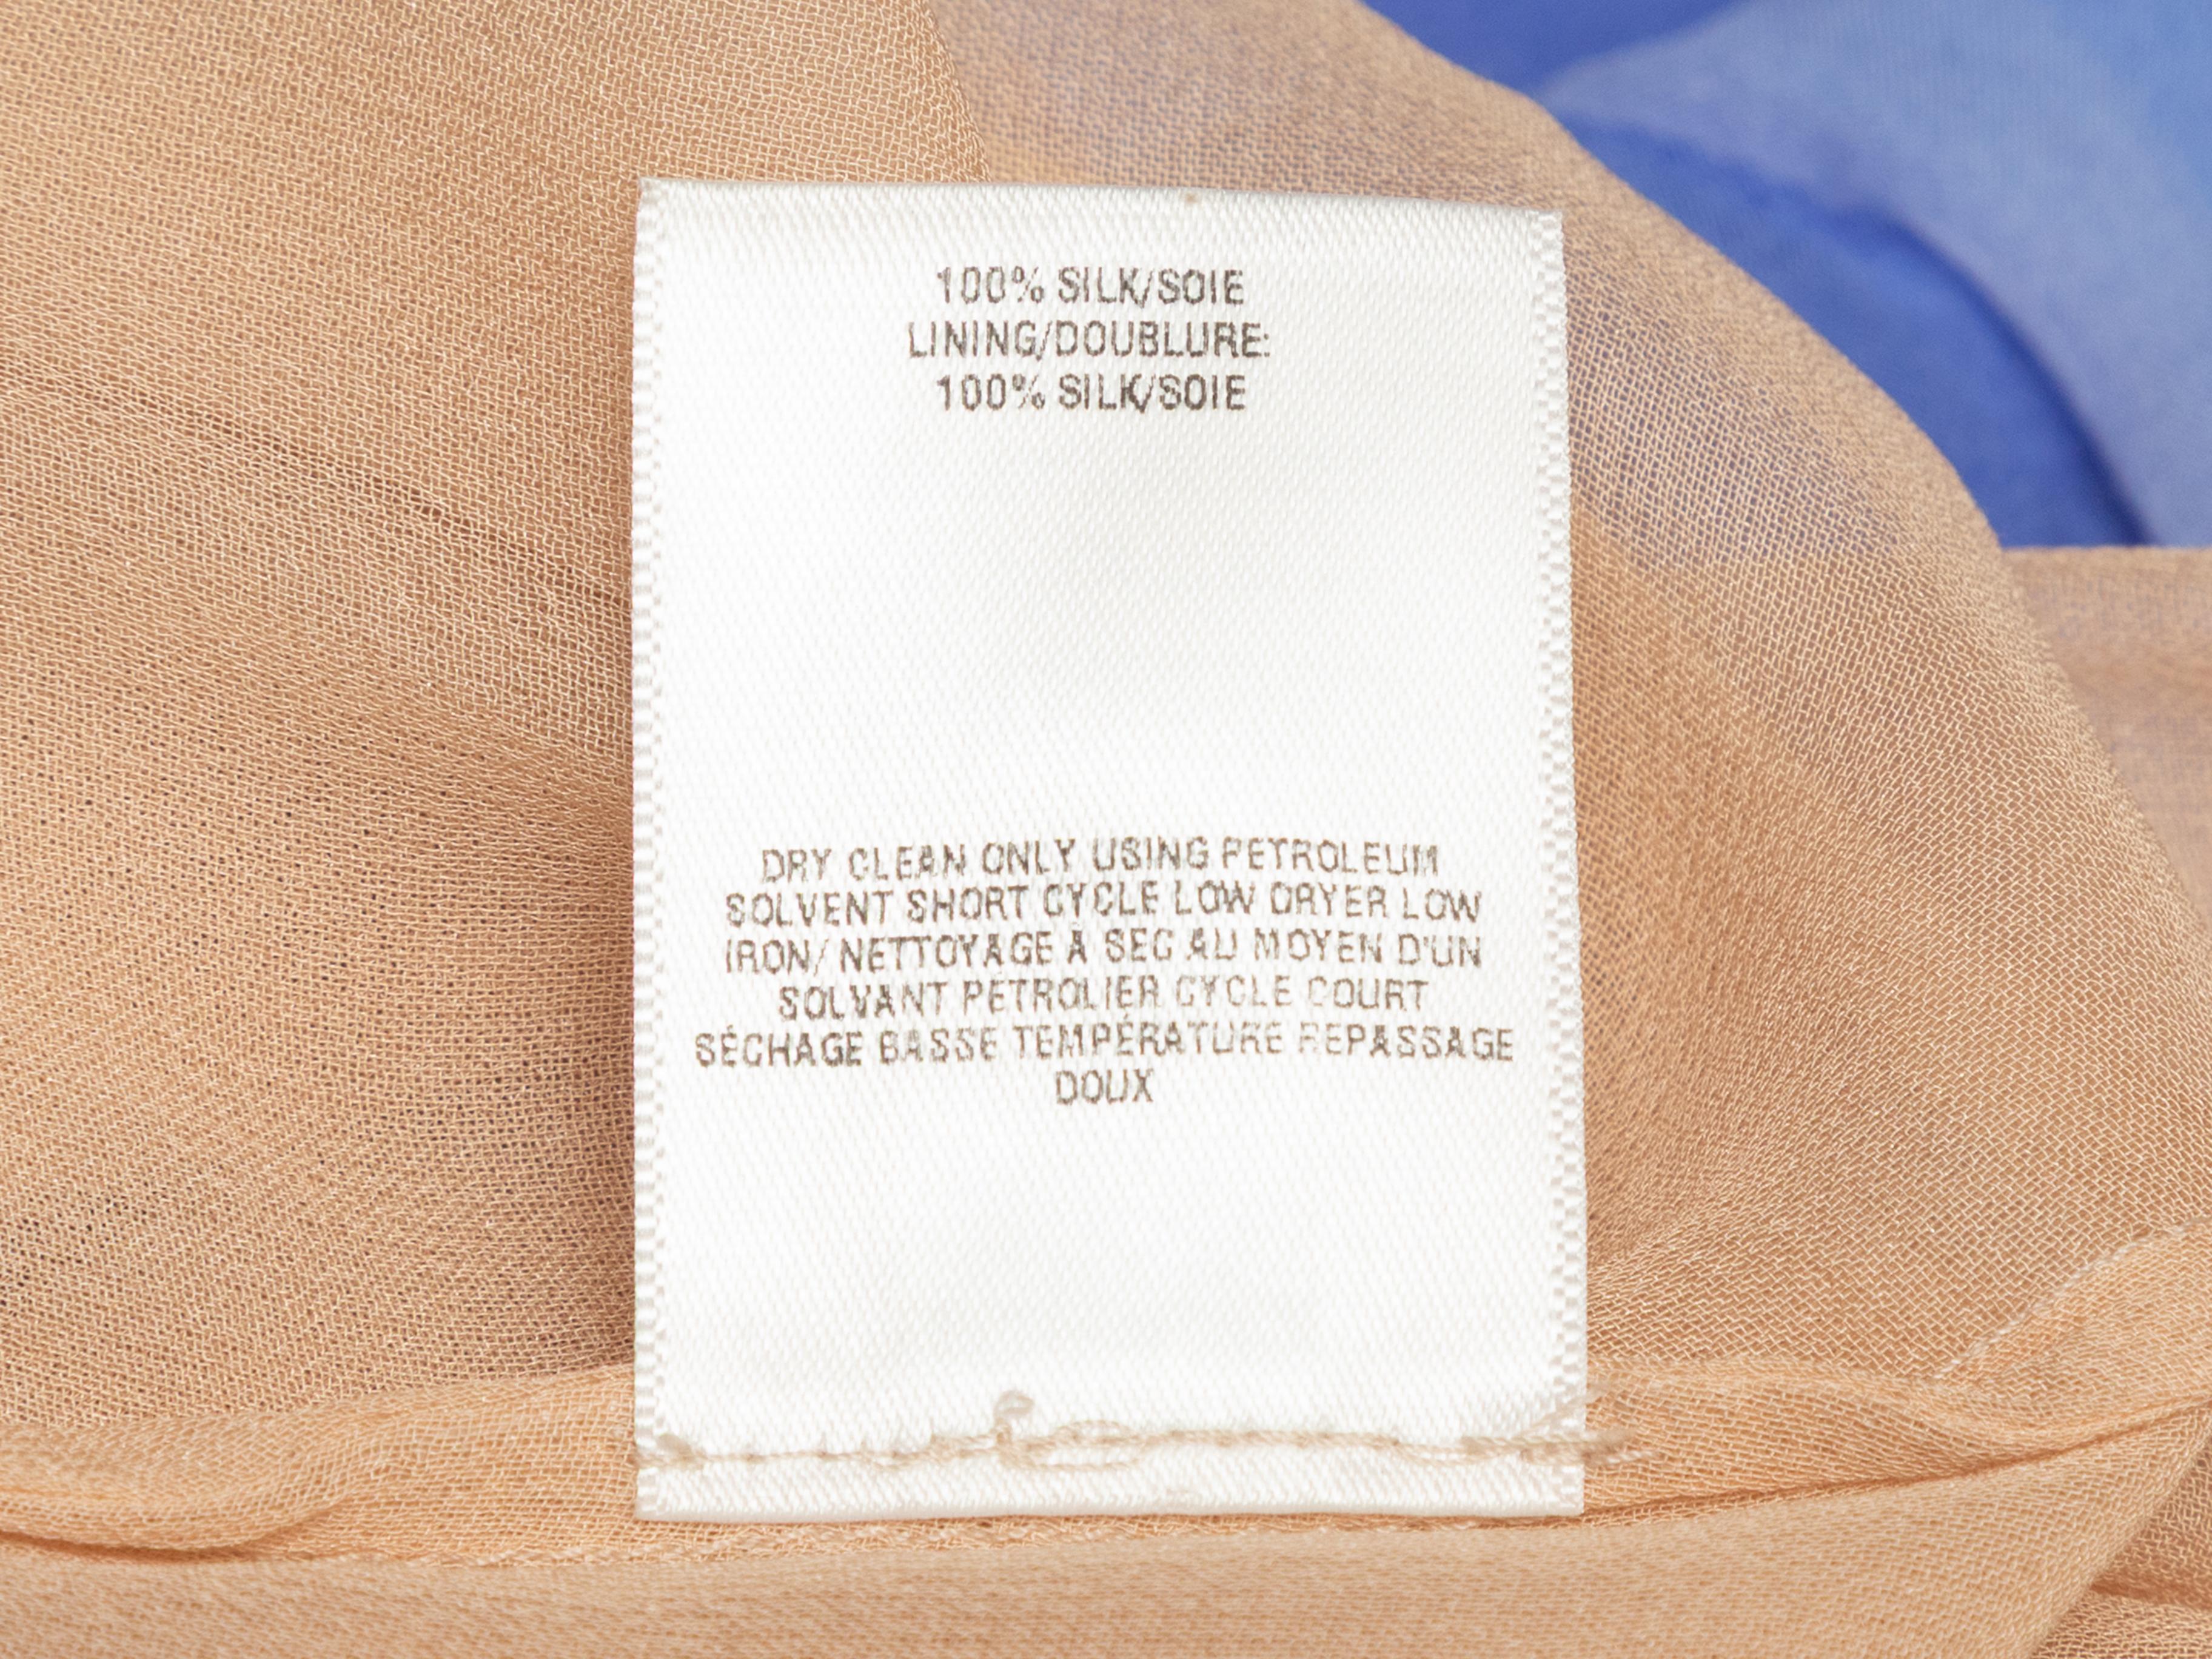 100% SILK/SOIE
LINING/DOUBLURE:
100% SILK/SOIE
DRY CLEAN ONLY USING PETROLEUM
SOLVENT SHORT CYCLE LOW DRYER LOW
IRON/ NETTOYAGE À SEC AU MOYEN D'UN
SOLVANT PÉTROLIER CYCLE COURT
SÉCHAGE BASSE TEMPÉRATURE REPASSAGE
DOUX